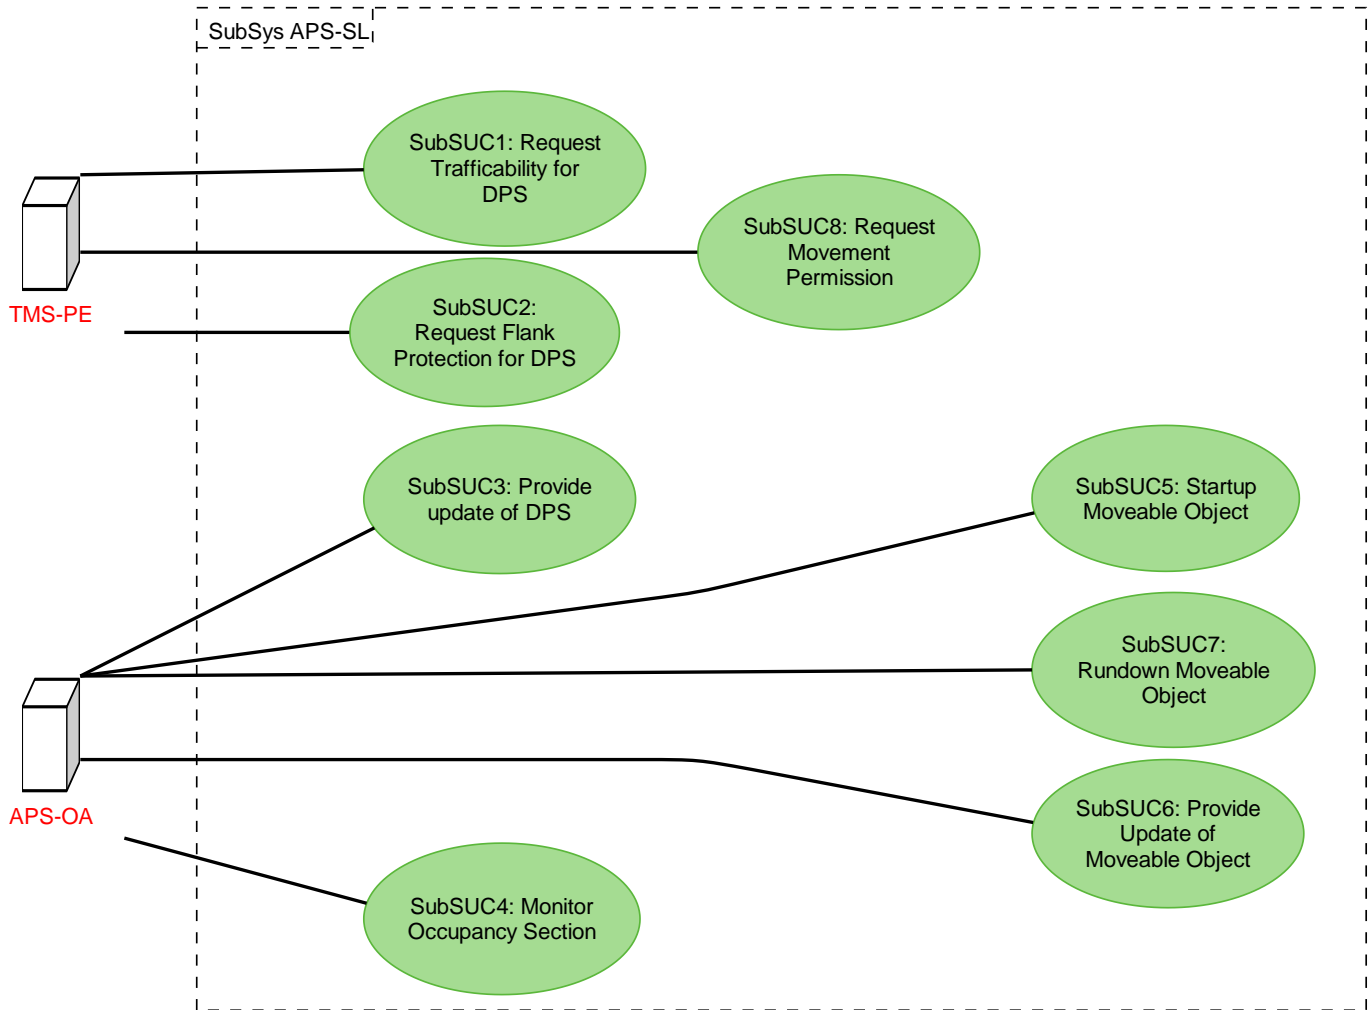 SubSys APS-SL
SubSUC1: Request
Trafficability for
DPS
SubSUC8: Request
Movement
Permission
TMS-PE
SubSUC2:
Request Flank
Protection for DPS
SubSUC3: Provide
update of DPS
SubSUC5: Startup
Moveable Object
SubSUC7:
Rundown Moveable
Object
APS-OA
SubSUC6: Provide
Update of
Moveable Object
SubSUC4: Monitor
Occupancy Section